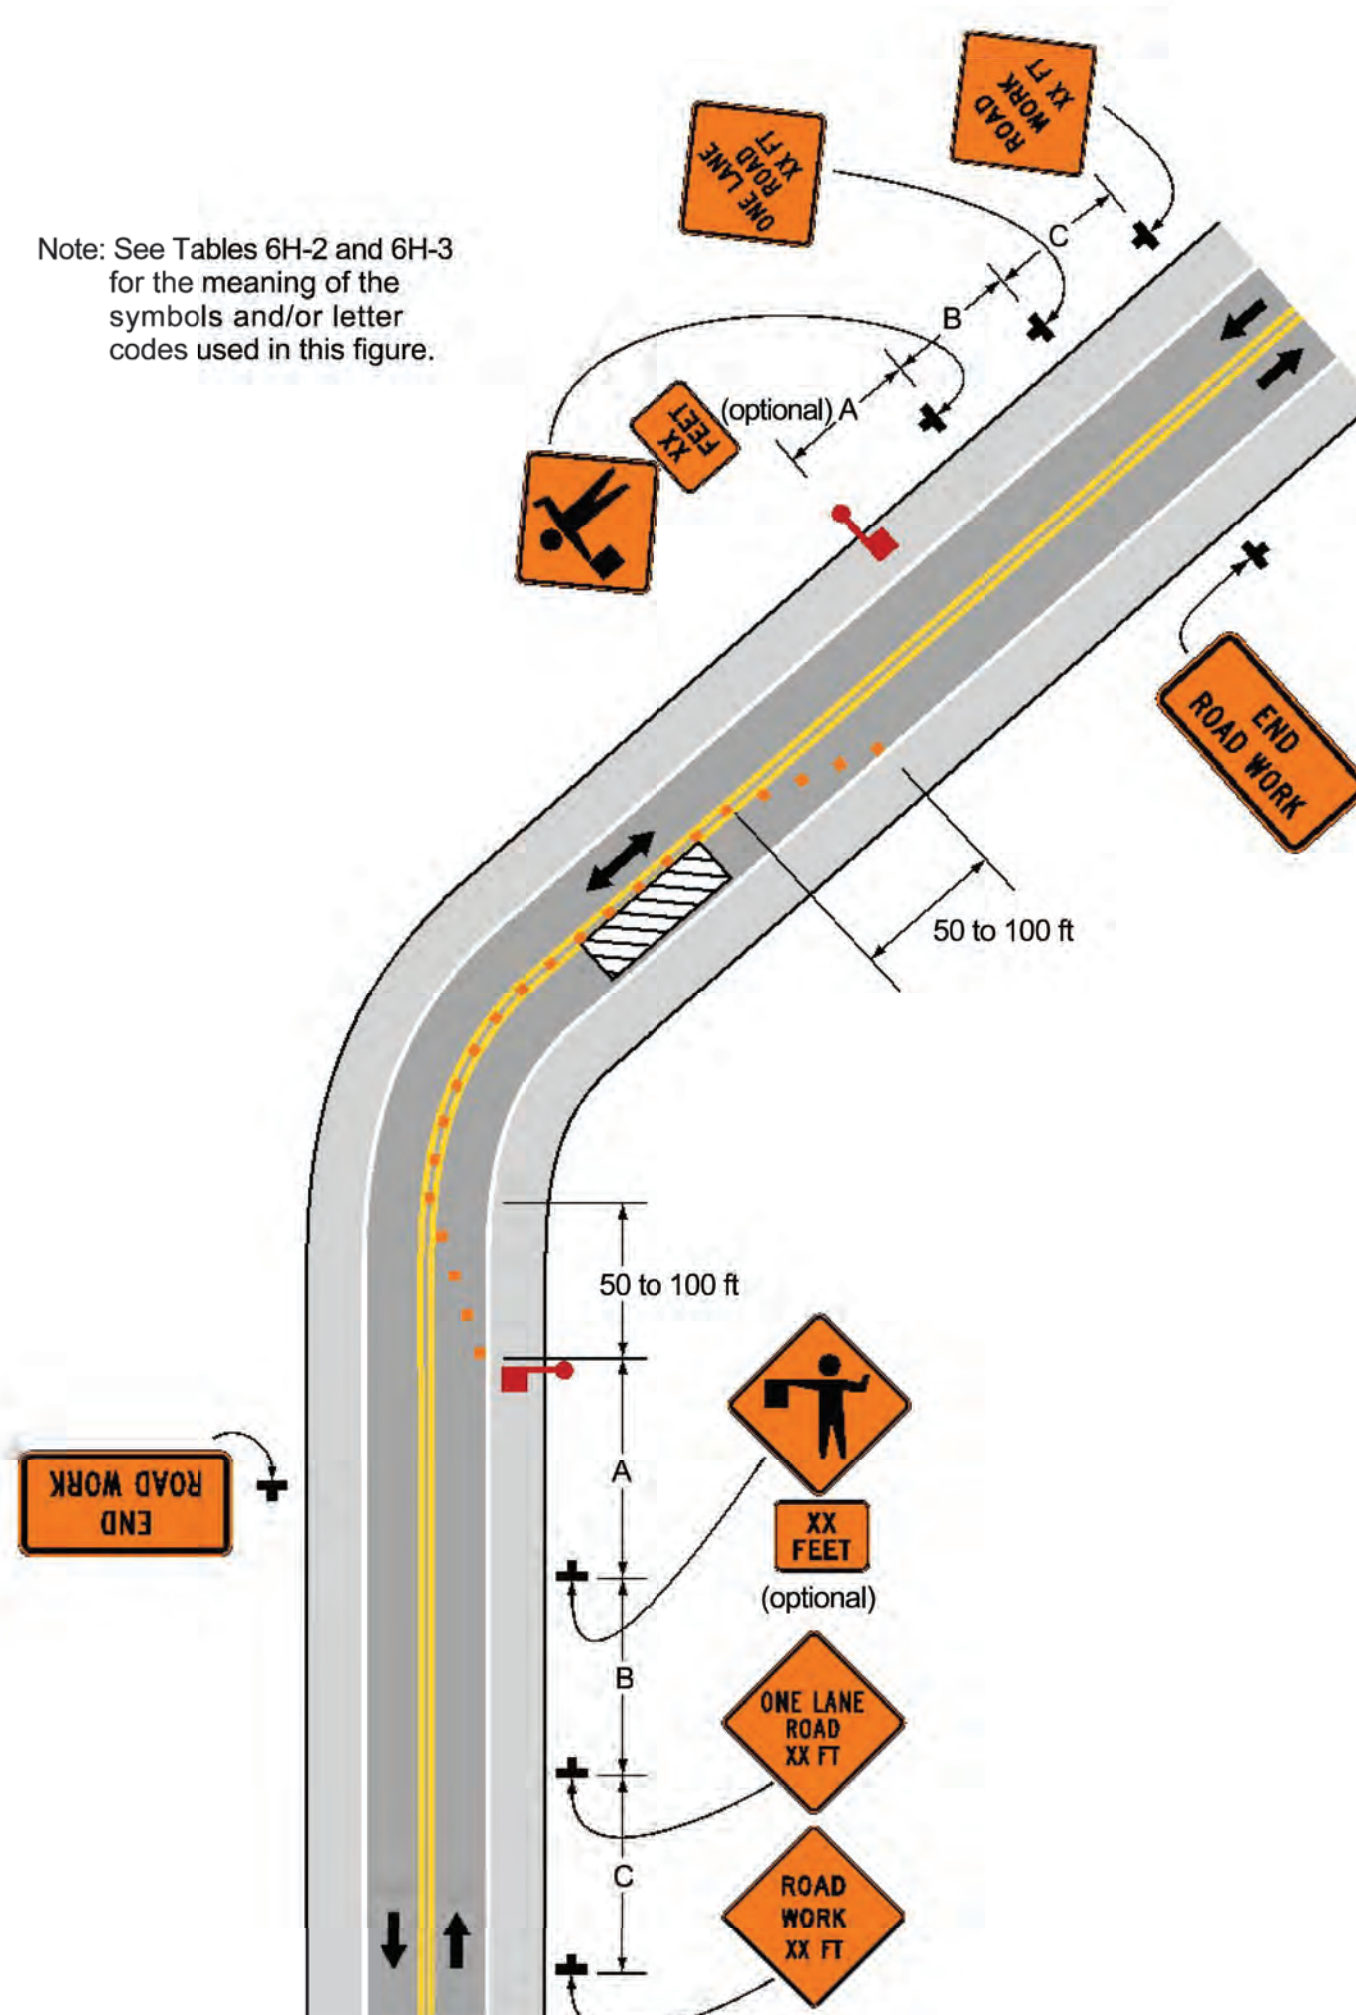 ROAD
WORK
XX FT
ONE LANE
ROAD
XX FT
C
Note: See Tables 6H-2 and 6H-3
for the meaning of the
symbols and/or letter
codes used in this figure.
B
XX
FEET
(optional) A
END
ROAD WORK
50 to 100 ft
50 to 100 ft
A
END
ROAD WORK
XX
FEET
(optional)
B
ONE LANE
ROAD
XX FT
C
ROAD
WORK
XX FT